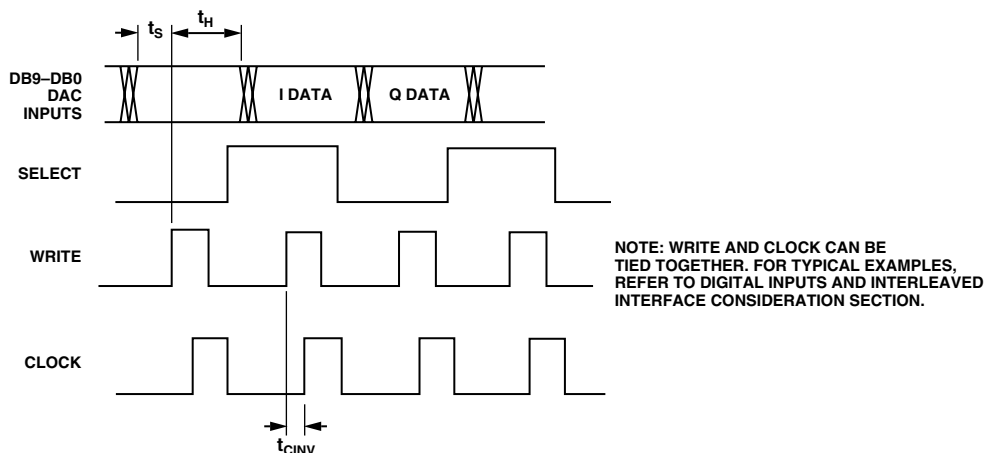 tS
tH
DB9–DB0
DAC
INPUTS
I DATA
Q DATA
SELECT
WRITE
NOTE: WRITE AND CLOCK CAN BE
TIED TOGETHER. FOR TYPICAL EXAMPLES,
REFER TO DIGITAL INPUTS AND INTERLEAVED
INTERFACE CONSIDERATION SECTION.
CLOCK
tCINV